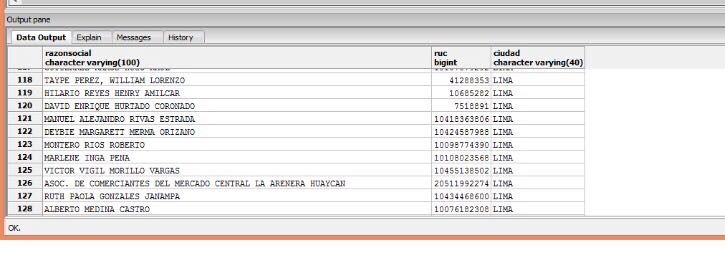 Output pane
Data Output Explain Messages History
razonsocial ruc ciudad
character varying(100) bigint character varying(40)
118 TAYPE PEREZ, WILLIAM LORENZO 41288353 LIMA
119 HILARIO REYES HENRY AMILCAR 10685282 LIMA
120 DAVID ENRIQUE HURTADO CORONADO 7518891 LIMA
121 MANUEL ALEJANDRO RIVAS ESTRADA 10418363806 LIMA
122 DEYBIE MARGARETT MERMA ORIZANO 10424587988 LIMA
123 MONTERO RIOS ROBERTO 10098774390 LIMA
124 MARLENE INGA PENA 10108023568 LIMA
125 VICTOR VIGIL MORILLO VARGAS 10455138502 LIMA
126 ASOC. DE COMERCIANTES DEL MERCADO CENTRAL LA ARENERA HUAYCAN 20511992274 LIMA
127 RUTH PAOLA GONZALES JANAMPA 10434468600 LIMA
128 ALBERTO MEDINA CASTRO 10076182308 LIMA
OK.